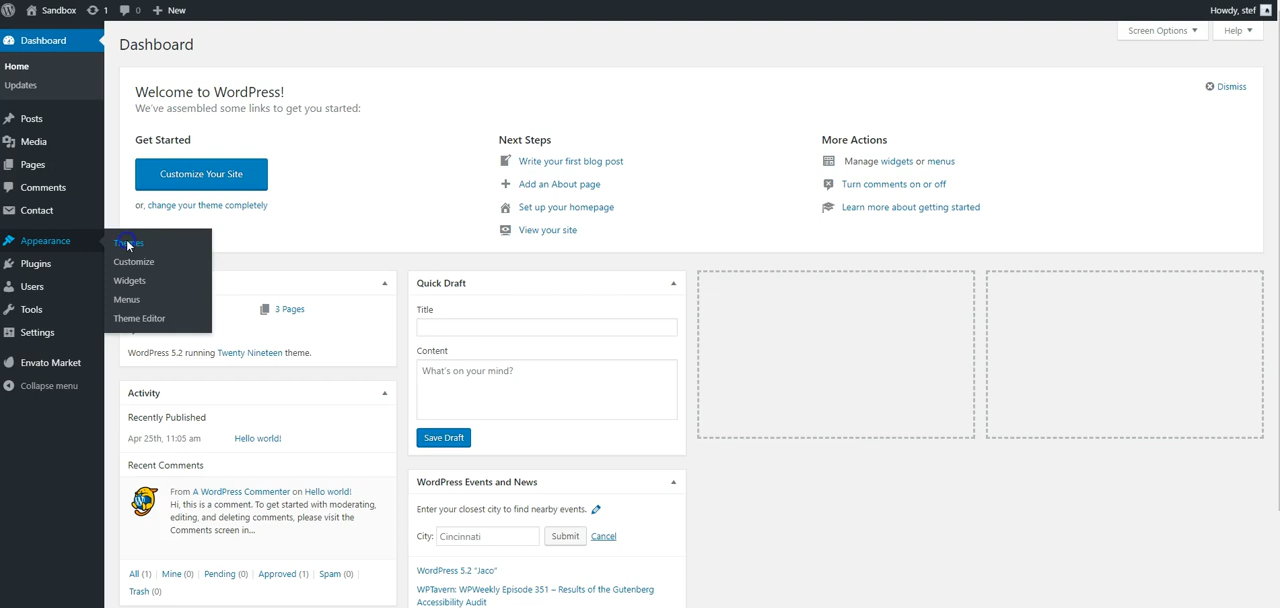 Sandbox 1 0 New Howdy, stef
Dashboard
Home
Updates
Posts
Media
Pages
Comments
Contact
Appearance
Themes
Customize
Widgets
Menus
Theme Editor
Plugins
Users
Tools
Settings
Envato Market
Collapse menu
Dashboard
Screen Options Help
Welcome to WordPress!
We've assembled some links to get you started:
Dismiss
Get Started
Customize Your Site
or, change your theme completely
Next Steps
Write your first blog post
Add an About page
Set up your homepage
View your site
More Actions
Manage widgets or menus
Turn comments on or off
Learn more about getting started
3 Pages
WordPress 5.2 running Twenty Nineteen theme.
Activity
Recently Published
Apr 25th, 11:05 am Hello world!
Recent Comments
From A WordPress Commenter on Hello world!
Hi, this is a comment. To get started with moderating,
editing, and deleting comments, please visit the
Comments screen in...
All (1) Mine (0) Pending (0) Approved (1) Spam (0)
Trash (0)
Quick Draft
Title
Content
What's on your mind?
Save Draft
WordPress Events and News
Enter your closest city to find nearby events.
City: Cincinnati Submit Cancel
WordPress 5.2 "Jaco"
WPTavern: WPWeekly Episode 351 – Results of the Gutenberg
Accessibility Audit